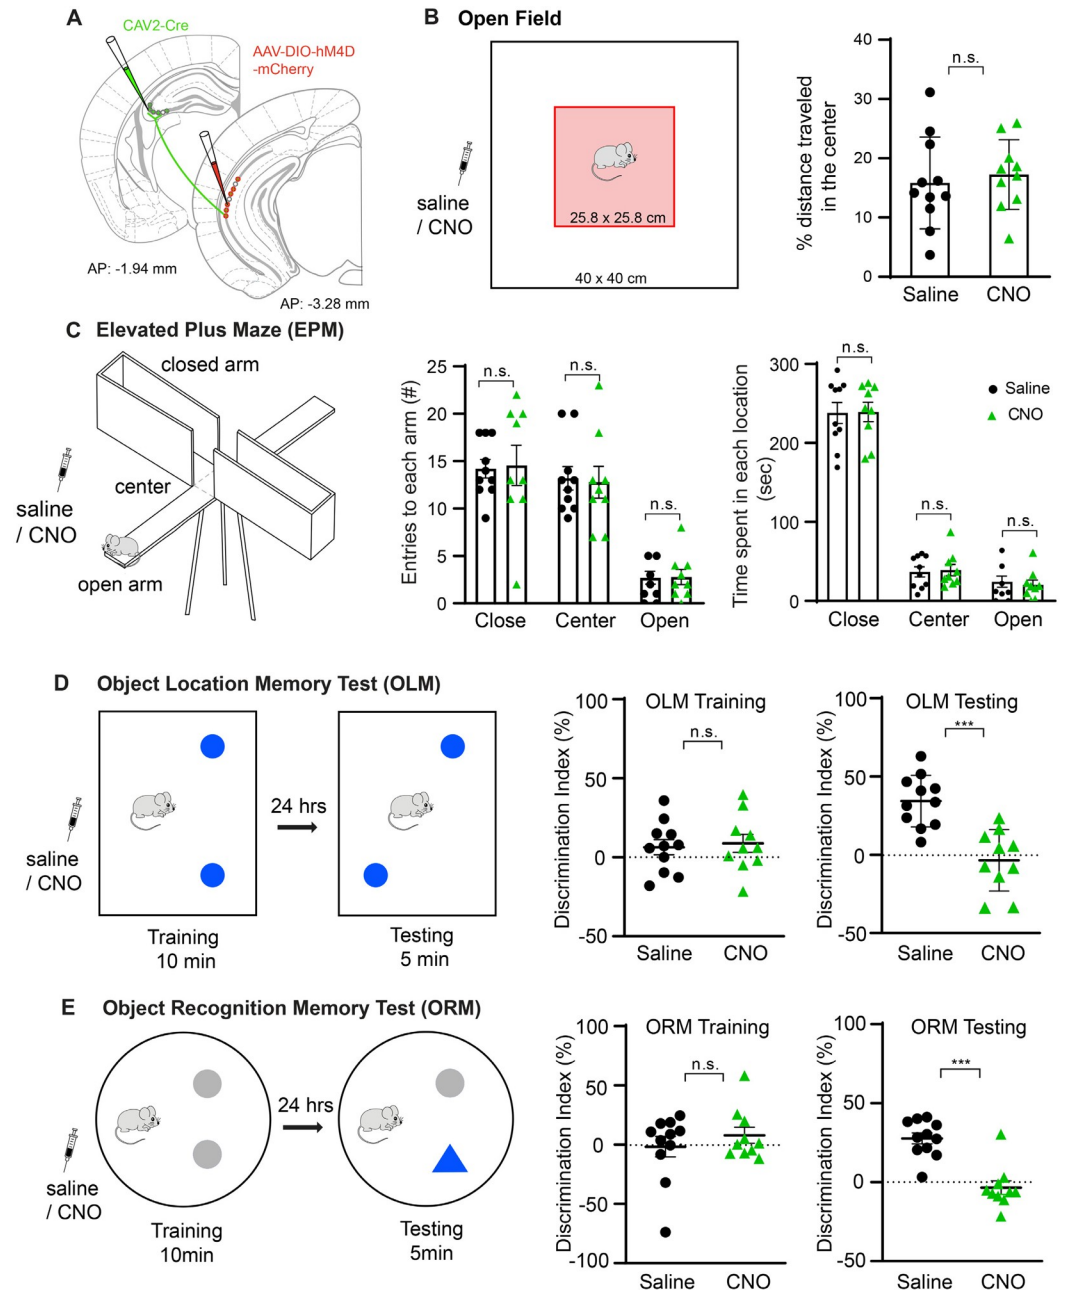 A
CAV2-Cre
AAV-DIO-hM4D
-mCherry
AP: -1.94 mm
AP: -3.28 mm
B Open Field
saline
/ CNO
25.8 x 25.8 cm
40 x 40 cm
% distance traveled
in the center
40
30
20
10
0
n.s.
Saline CNO
C Elevated Plus Maze (EPM)
closed arm
center
open arm
saline
/ CNO
Entries to each arm (#)
25
20
15
10
5
0
n.s.
n.s.
n.s.
Close Center Open
Time spent in each location
(sec)
300
200
100
0
n.s.
n.s.
n.s.
Close Center Open
Saline
CNO
D Object Location Memory Test (OLM)
saline
/ CNO
24 hrs
Training
10 min
Testing
5 min
OLM Training
Discrimination Index (%)
100
50
0
-50
n.s.
Saline CNO
OLM Testing
Discrimination Index (%)
100
50
0
-50
***
Saline CNO
E Object Recognition Memory Test (ORM)
saline
/ CNO
24 hrs
Training
10min
Testing
5min
ORM Training
Discrimination Index (%)
100
50
0
-50
-100
n.s.
Saline CNO
ORM Testing
Discrimination Index (%)
100
50
0
-50
***
Saline CNO